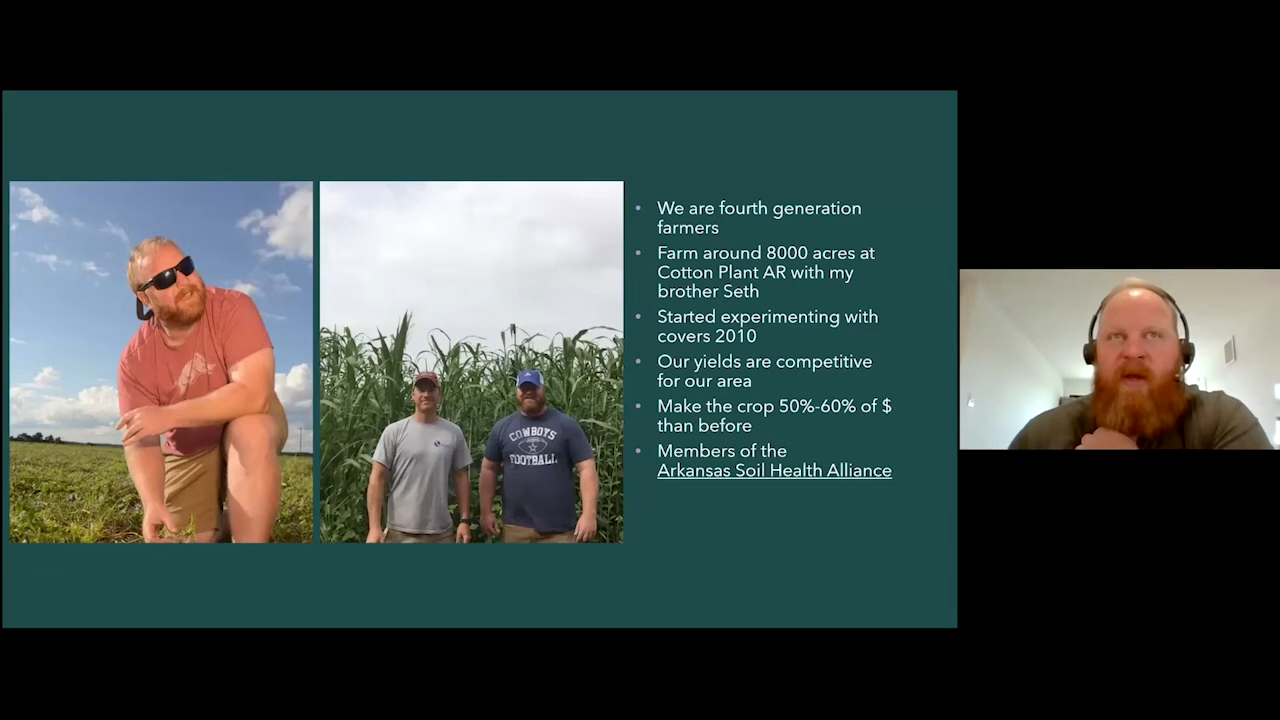 We are fourth generation
farmers
Farm around 8000 acres at
Cotton Plant AR with my
brother Seth
Started experimenting with
covers 2010
Our yields are competitive
for our area
Make the crop 50%-60% of $
than before
Members of the
Arkansas Soil Health Alliance
COWBOYS
FOOTBALL